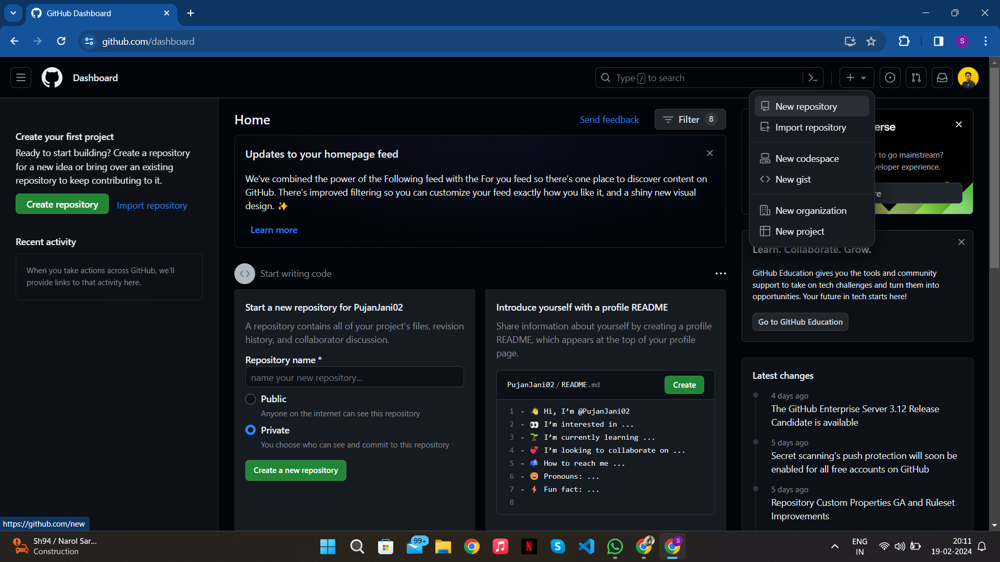 GitHub Dashboard
github.com/dashboard
S
Dashboard
Type / to search
New repository
Import repository
New codespace
New gist
New organization
New project
Create your first project
Ready to start building? Create a repository
for a new idea or bring over an existing
repository to keep contributing to it.
Create repository
Import repository
Recent activity
When you take actions across GitHub, we'll
provide links to that activity here.
Home
Send feedback
Filter 8
Updates to your homepage feed
We've combined the power of the Following feed with the For you feed so there's one place to discover content on
GitHub. There's improved filtering so you can customize your feed exactly how you like it, and a shiny new visual
design. ✨
Learn more
Start writing code
Start a new repository for PujanJani02
A repository contains all of your project's files, revision
history, and collaborator discussion.
Repository name *
name your new repository...
Public
Anyone on the internet can see this repository
Private
You choose who can see and commit to this repository
Create a new repository
Introduce yourself with a profile README
Share information about yourself by creating a profile
README, which appears at the top of your profile
page.
PujanJani02 / README.md
Create
1 - 👋 Hi, I'm @PujanJani02
2 - 👀 I'm interested in ...
3 - 🌱 I'm currently learning ...
4 - 💞️ I'm looking to collaborate on ...
5 - 📫 How to reach me ...
6 - 😄 Pronouns: ...
7 - ⚡ Fun fact: ...
8
erse
to go mainstream?
veloper experience.
re
Learn. Collaborate. Grow.
GitHub Education gives you the tools and community
support to take on tech challenges and turn them into
opportunities. Your future in tech starts here!
Go to GitHub Education
Latest changes
4 days ago
The GitHub Enterprise Server 3.12 Release
Candidate is available
5 days ago
Secret scanning's push protection will soon be
enabled for all free accounts on GitHub
5 days ago
Repository Custom Properties GA and Ruleset
Improvements
https://github.com/new
Sh94 / Narol Sar...
Construction
99+
N
S
S
ENG
IN
20:11
19-02-2024